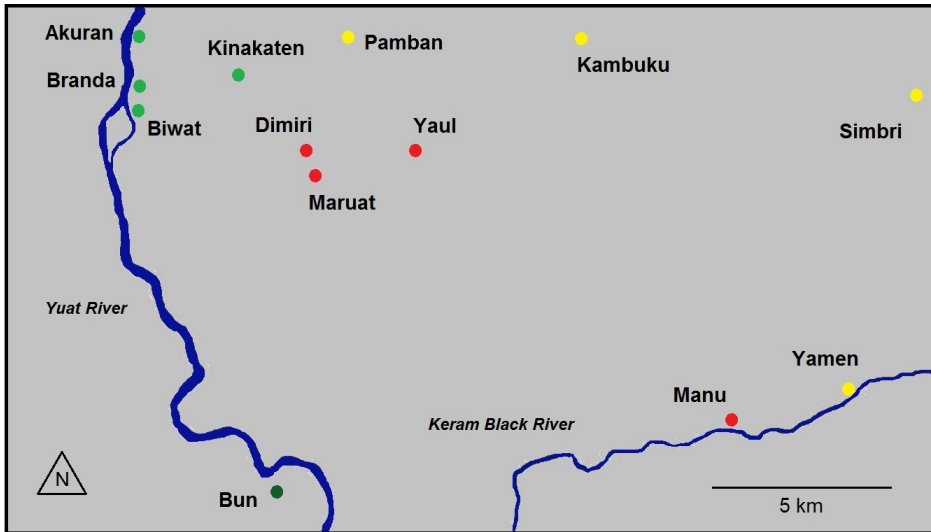 Akuran
Kinakaten
Pamban
Kambuku
Branda
Biwat
Dimiri
Yaul
Simbri
Maruat
Yuat River
Yamen
Manu
Keram Black River
N
Bun
5 km